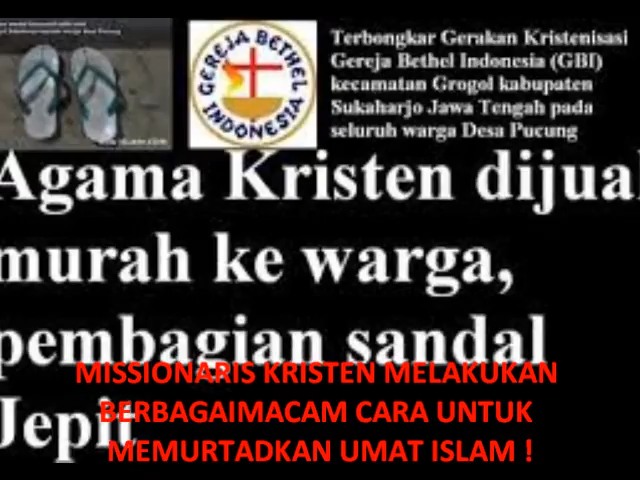 GEREJA BETHEL
INDONESIA
Terbongkar Gerakan Kristenisasi
Gereja Bethel Indonesia (GBI)
kecamatan Grogol kabupaten
Sukaharjo Jawa Tengah pada
seluruh warga Desa Pucung
Agama Kristen dijual
murah ke warga,
pembagian sandal
Jepit
MISSIONARIS KRISTEN MELAKUKAN
BERBAGAIMACAM CARA UNTUK
MEMURTADKAN UMAT ISLAM !